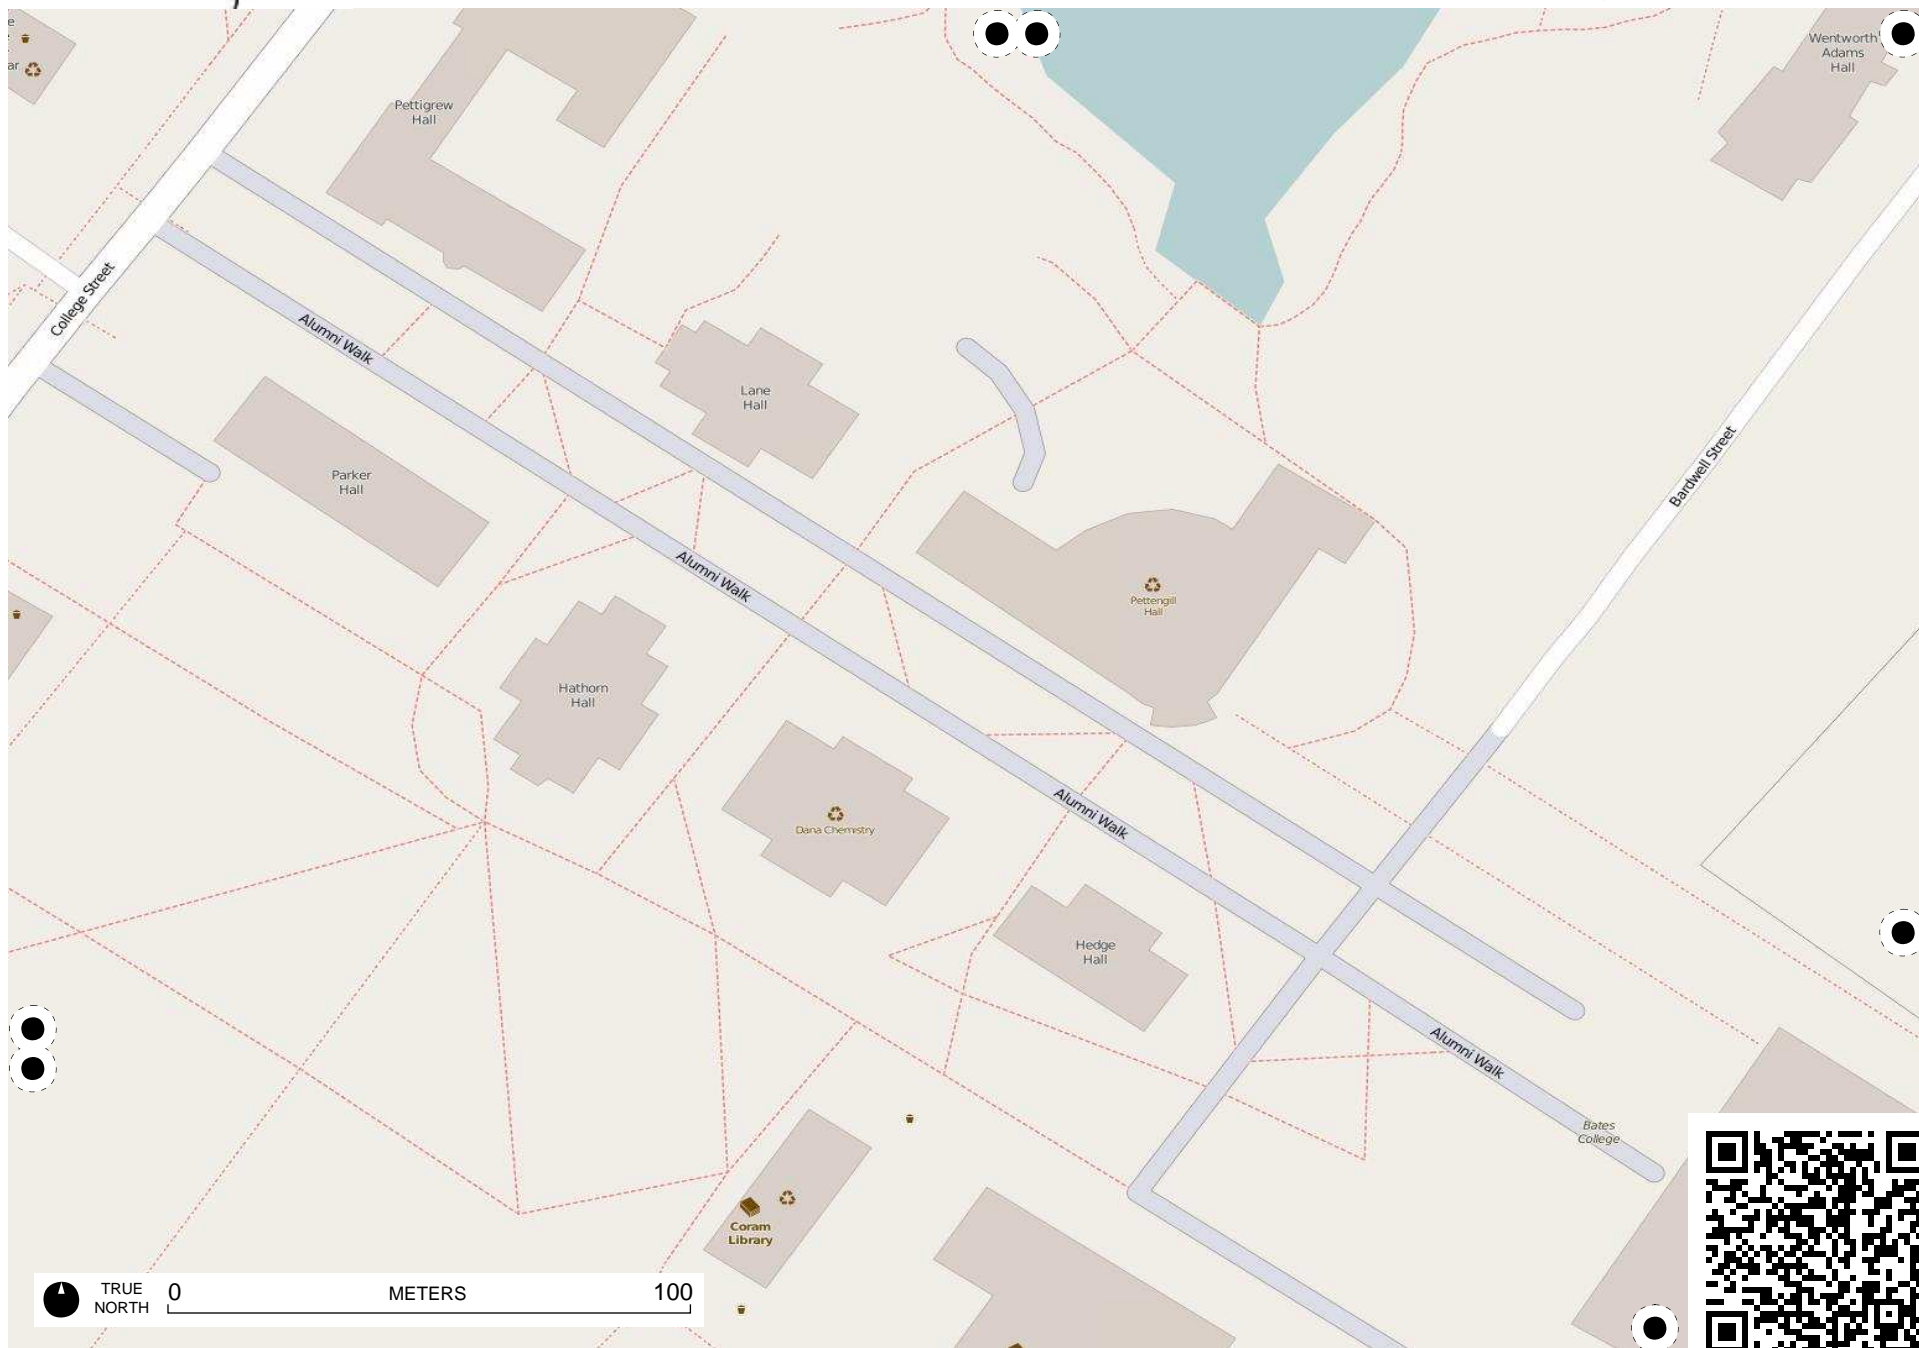 ar
Wentworth
Adams
Hall
Pettigrew
Hall
College Street
Alumni Walk
Lane
Hall
Parker
Hall
Bardwell Street
Alumni Walk
Pettengill
Hall
Hathorn
Hall
Alumni Walk
Dana Chemistry
Hedge
Hall
Alumni Walk
Bates
College
Coram
Library
TRUE
NORTH
0 METERS 100